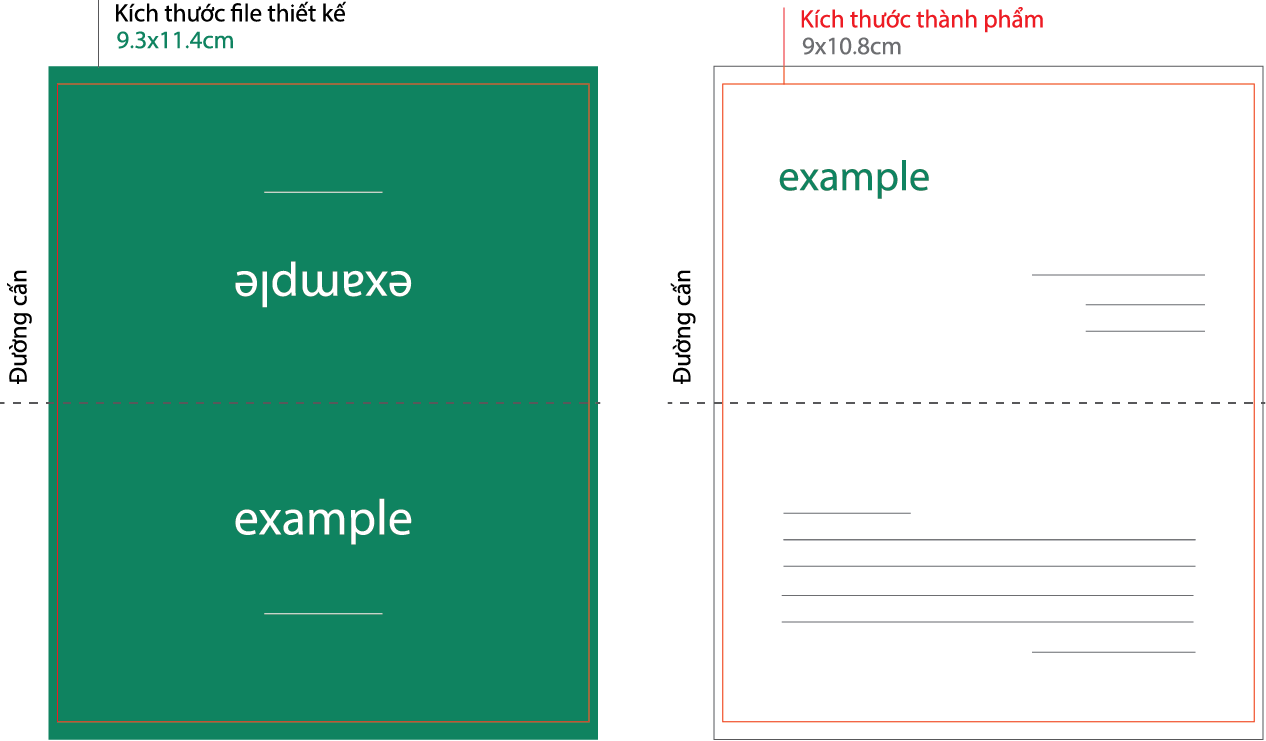 Kích thước file thiết kế
9.3x11.4cm
Đường cấn
example
example
Kích thước thành phẩm
9x10.8cm
Đường cấn
example